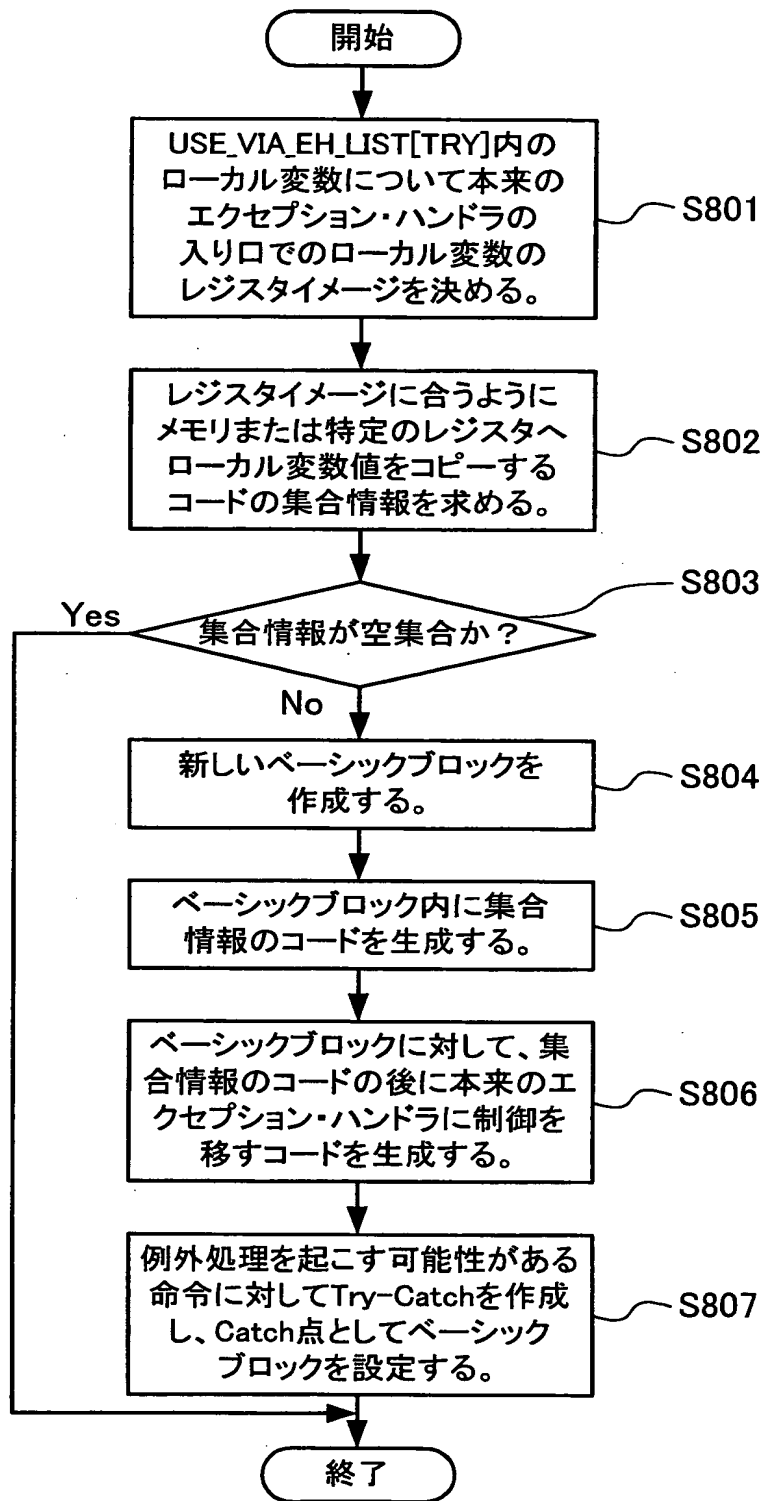 開始
USE_VIA_EH_LIST[TRY]内の
ローカル変数について本来の
エクセプション・ハンドラの
入り口でのローカル変数の
レジスタイメージを決める。
S801
レジスタイメージに合うように
メモリまたは特定のレジスタへ
ローカル変数値をコピーする
コードの集合情報を求める。
S802
集合情報が空集合か？
S803
Yes
No
新しいベーシックブロックを
作成する。
S804
ベーシックブロック内に集合
情報のコードを生成する。
S805
ベーシックブロックに対して、集
合情報のコードの後に本来のエ
クセプション・ハンドラに制御を
移すコードを生成する。
S806
例外処理を起こす可能性がある
命令に対してTry-Catchを作成
し、Catch点としてベーシック
ブロックを設定する。
S807
終了